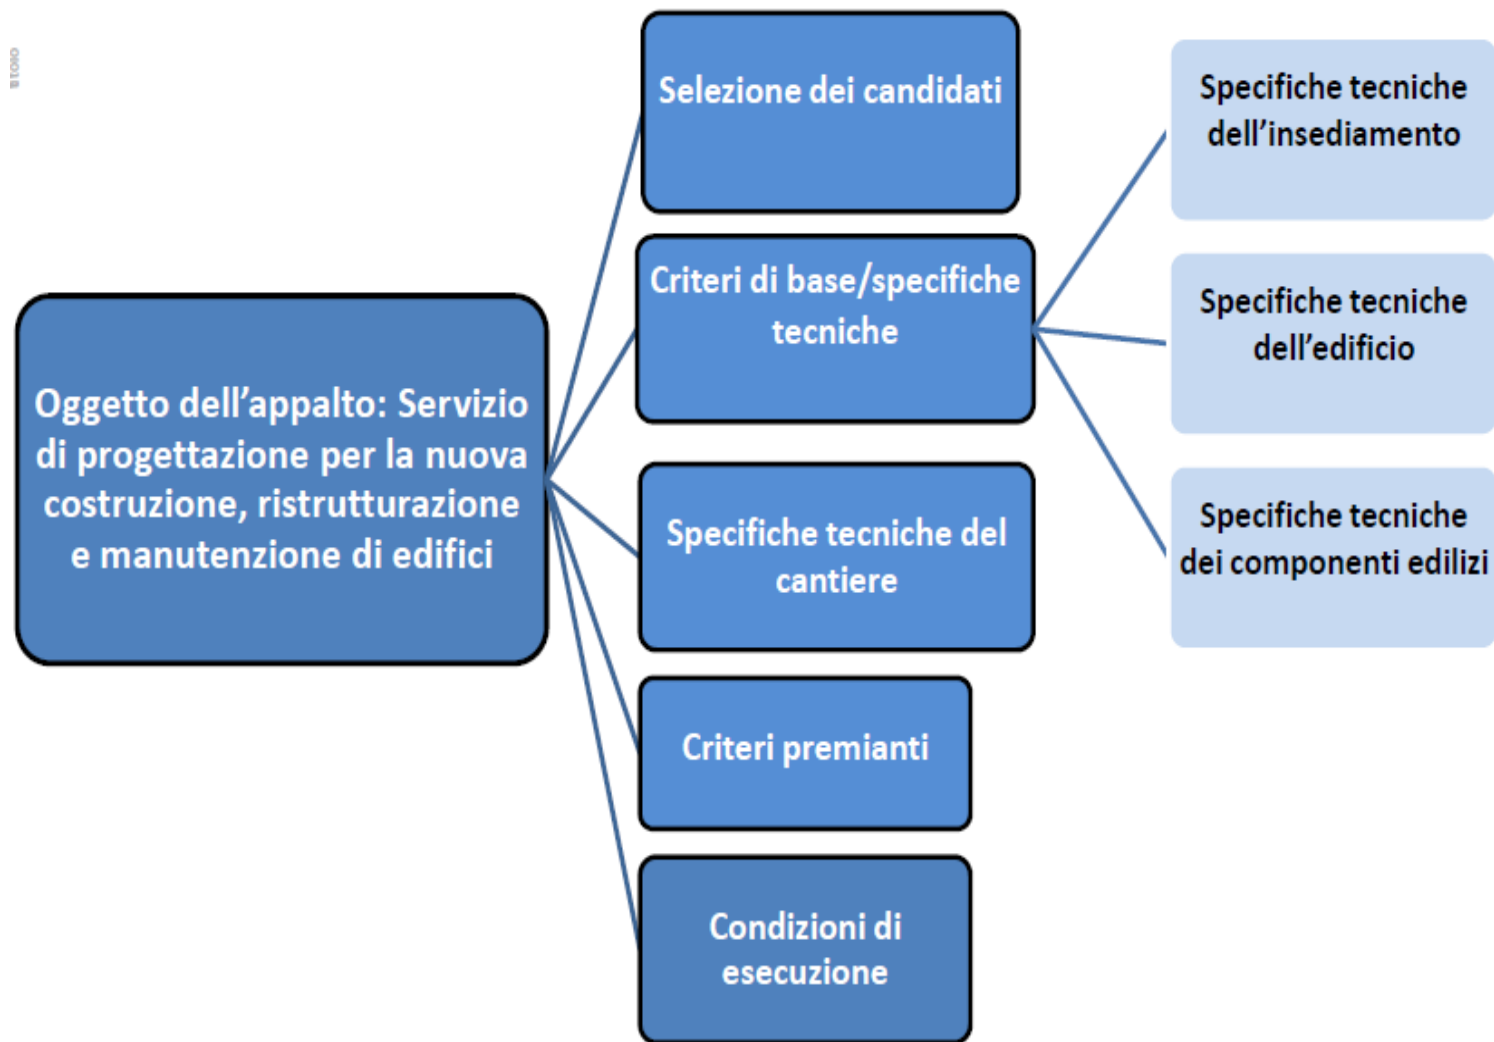 Oggetto dell’appalto: Servizio
di progettazione per la nuova
costruzione, ristrutturazione
e manutenzione di edifici
Selezione dei candidati
Criteri di base/specifiche
tecniche
Specifiche tecniche del
cantiere
Criteri premianti
Condizioni di
esecuzione
Specifiche tecniche
dell’insediamento
Specifiche tecniche
dell’edificio
Specifiche tecniche
dei componenti edilizi